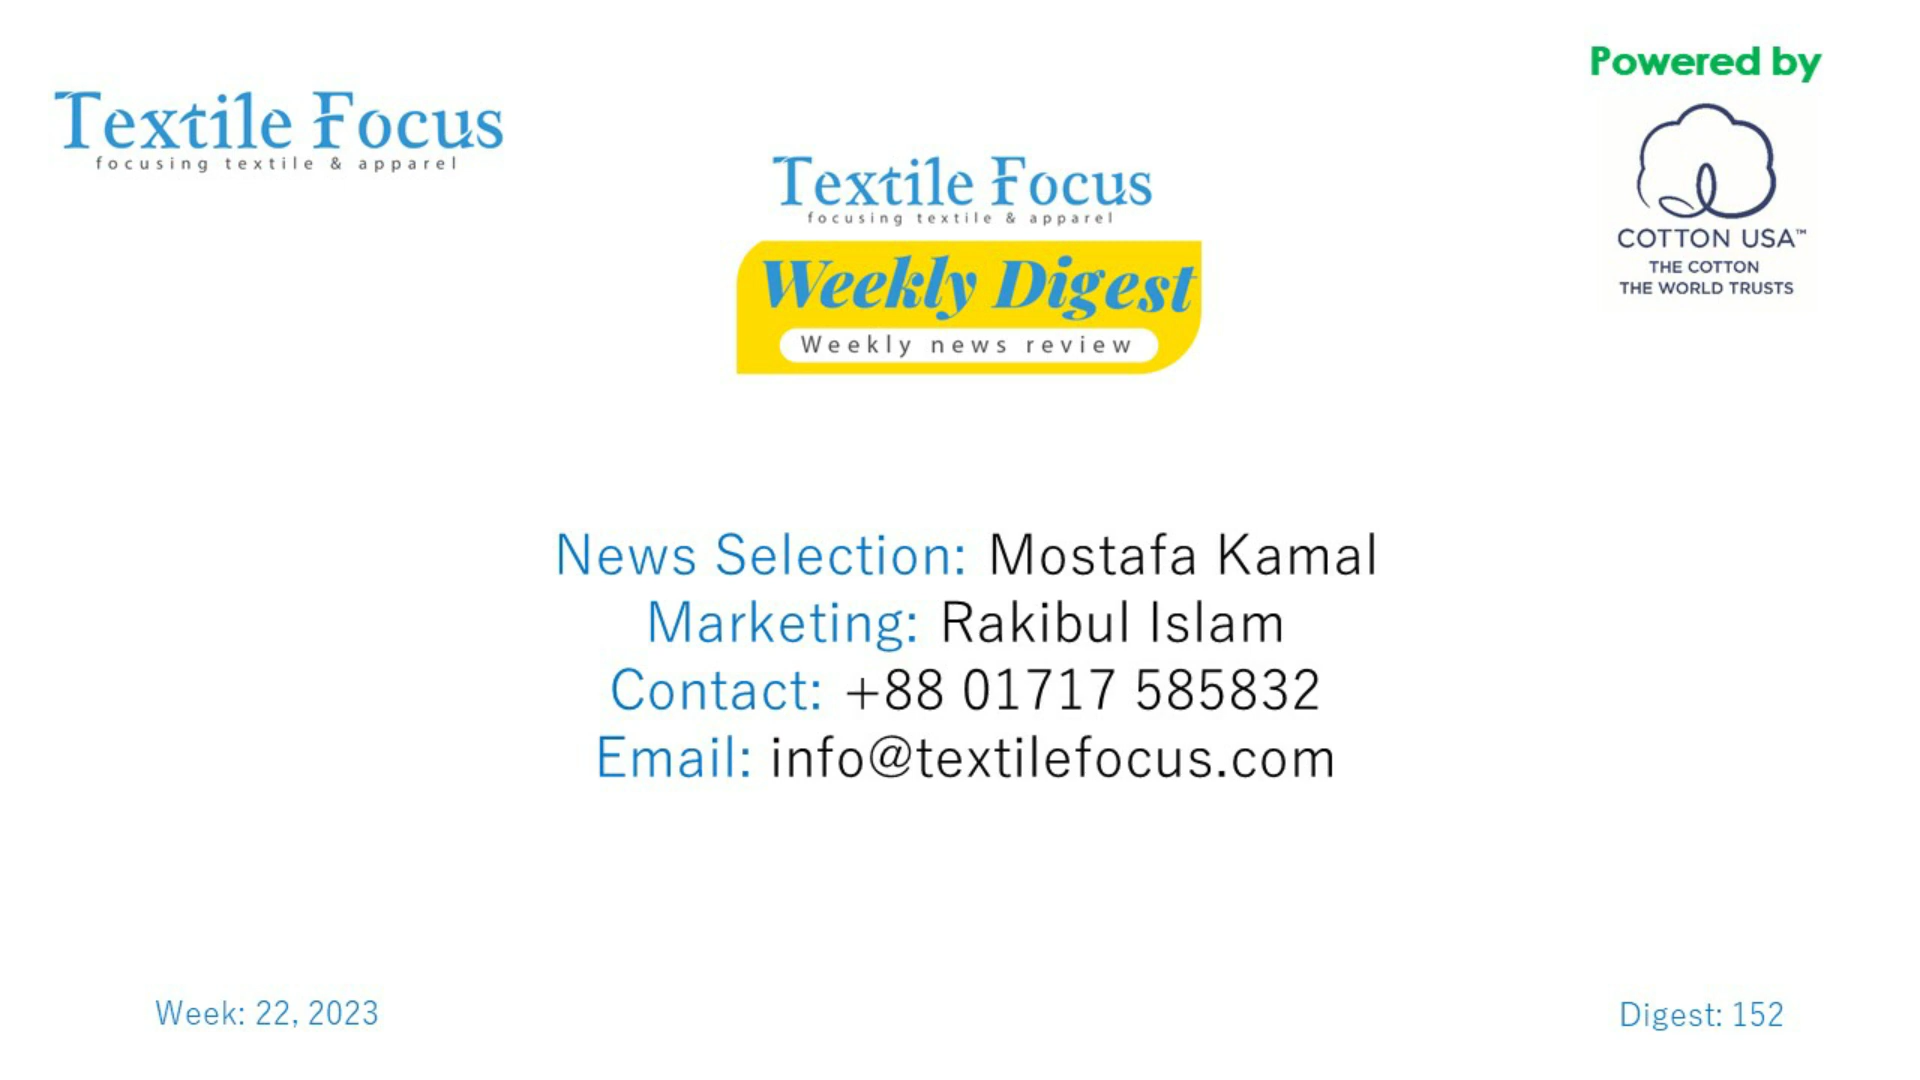 Powered by
Textile Focus
focusing textile & apparel
COTTON USA™
THE COTTON
THE WORLD TRUSTS
Textile Focus
focusing textile & apparel
Weekly Digest
Weekly news review
News Selection: Mostafa Kamal
Marketing: Rakibul Islam
Contact: +88 01717 585832
Email: info@textilefocus.com
Week: 22, 2023
Digest: 152